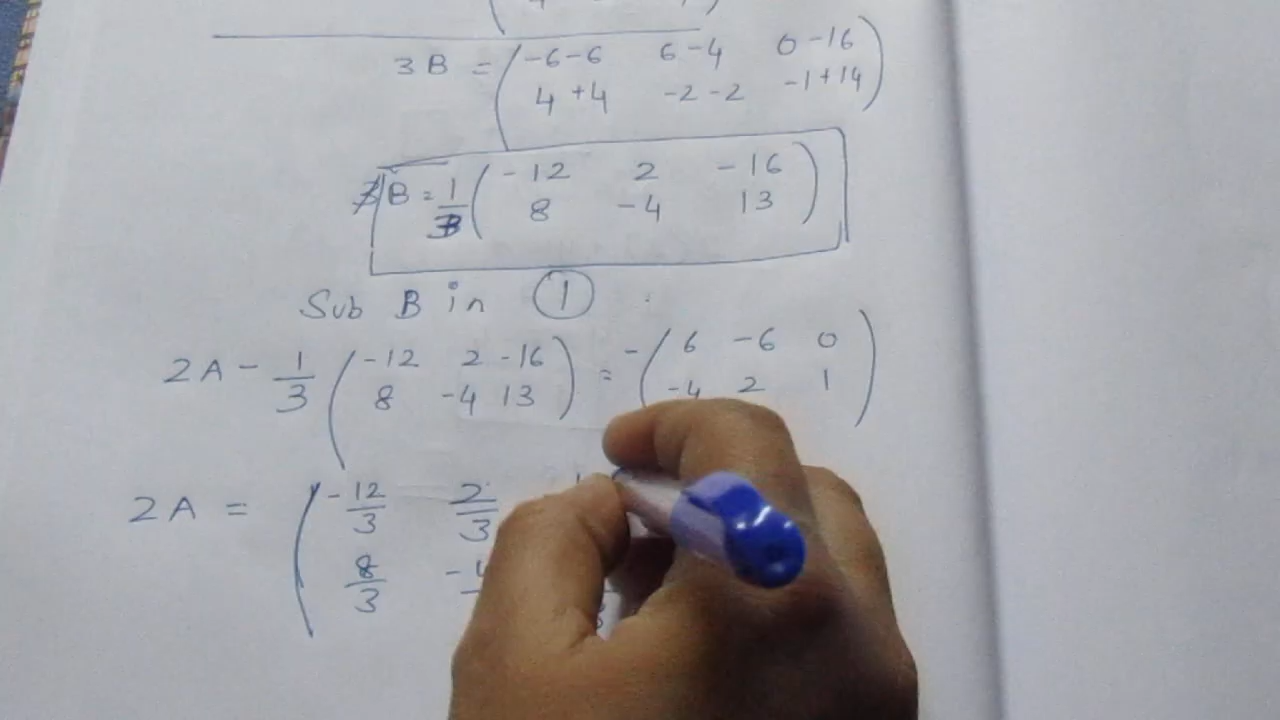 3B = ( -6-6 6-4 0-16
4+4 -2-2 -1+14 )
B = 1/3 ( -12 2 -16
8 -4 13 )
Sub B in 1
2A - 1/3 ( -12 2 -16 ) = - ( 6 -6 0 )
8 -4 13 -4 2 1
2A = ( -12/3 2/3
8/3